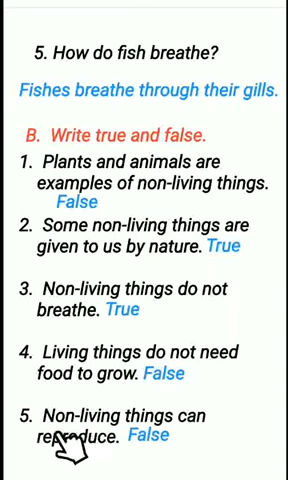 5. How do fish breathe?
Fishes breathe through their gills.
B. Write true and false.
1. Plants and animals are
examples of non-living things.
False
2. Some non-living things are
given to us by nature. True
3. Non-living things do not
breathe. True
4. Living things do not need
food to grow. False
5. Non-living things can
reproduce. False